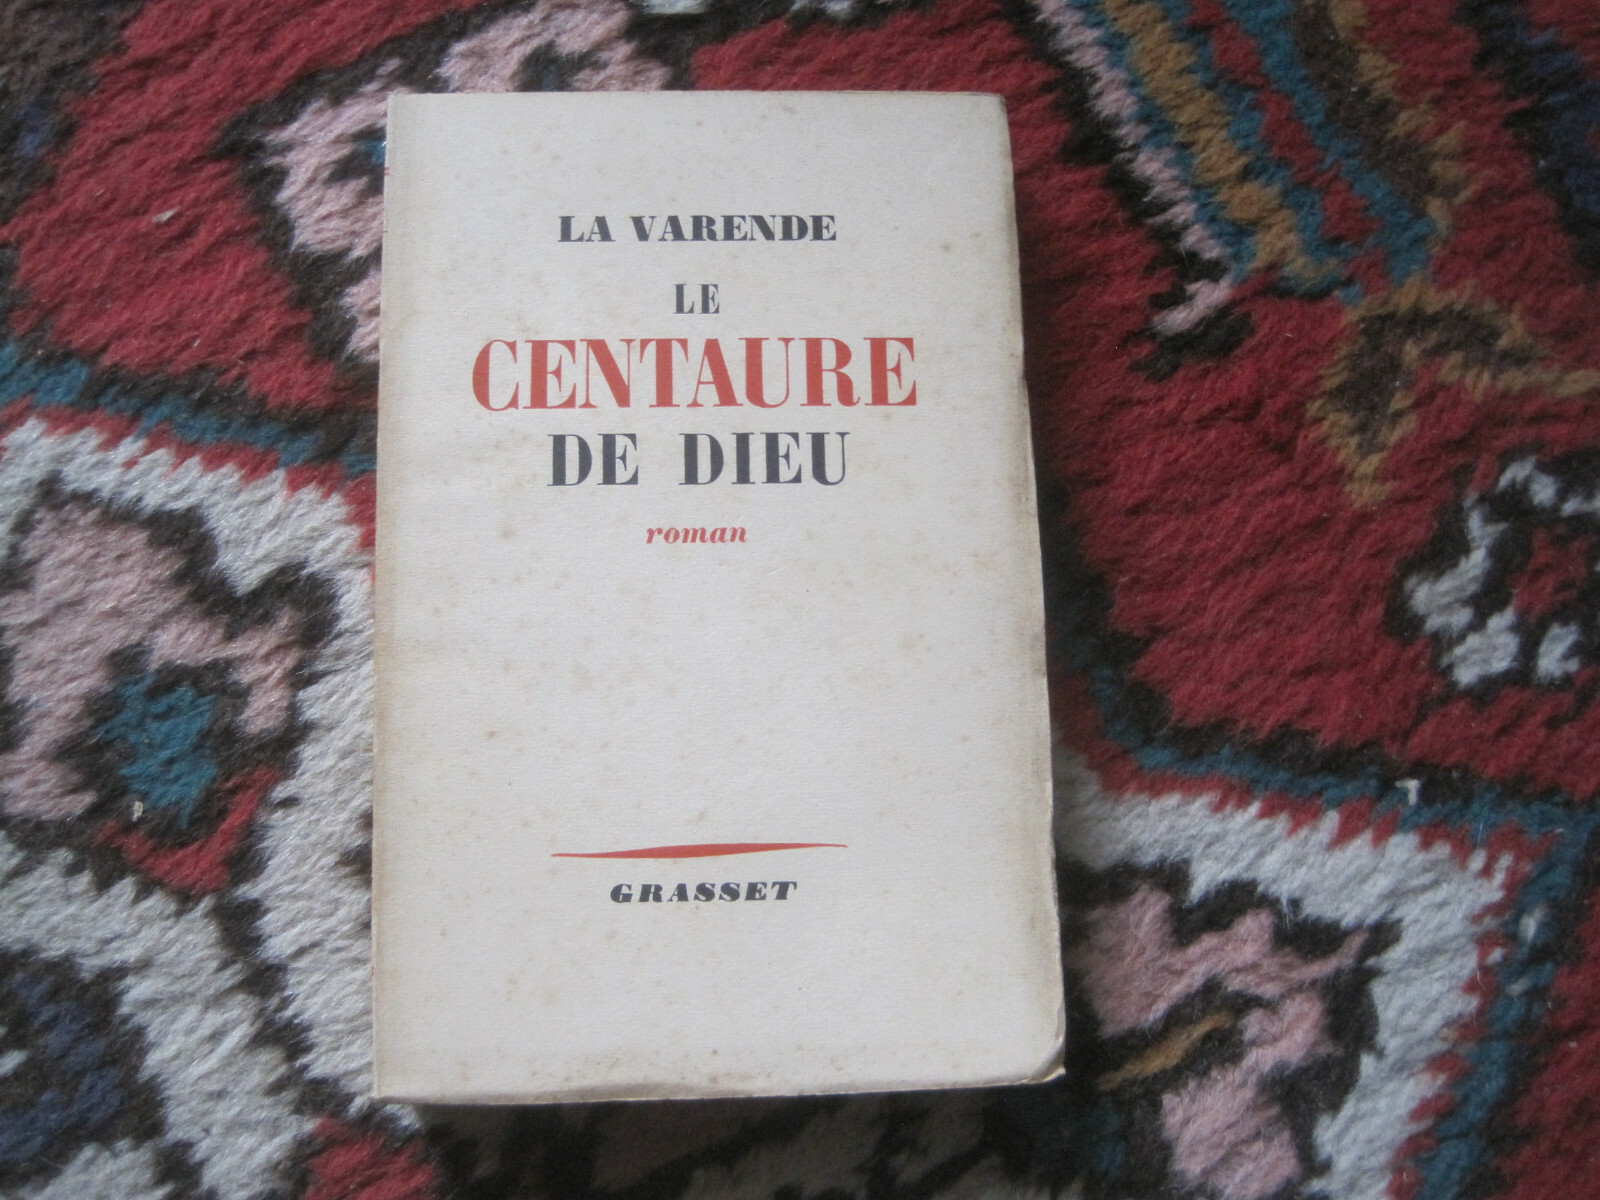 LA VARENDE
LE
CENTAURE
DE DIEU
roman
GRASSET